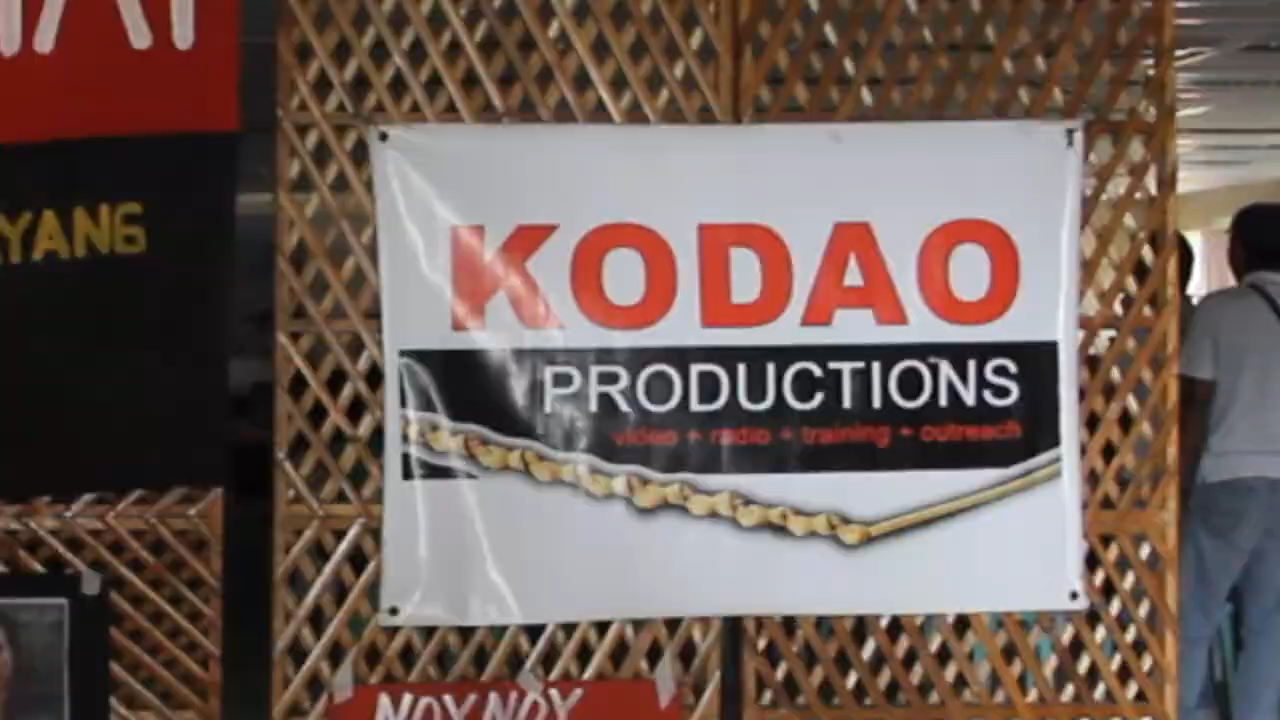 YANG
KODAO
PRODUCTIONS
video + radio + training + outreach
NOYNOY